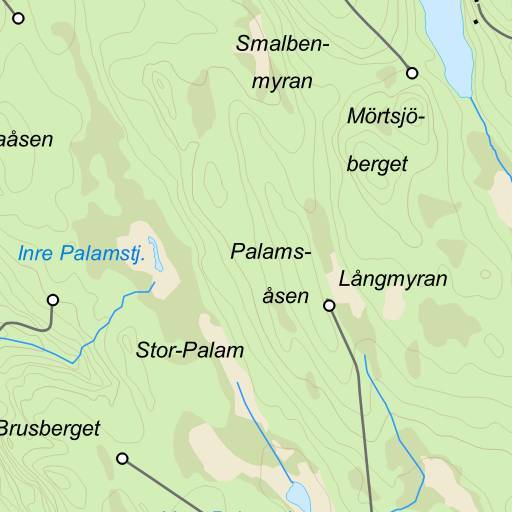 Smalben-
myran
Mörtsjö-
berget
aåsen
Inre Palamstj.
Palams-
åsen
Långmyran
Stor-Palam
Brusberget